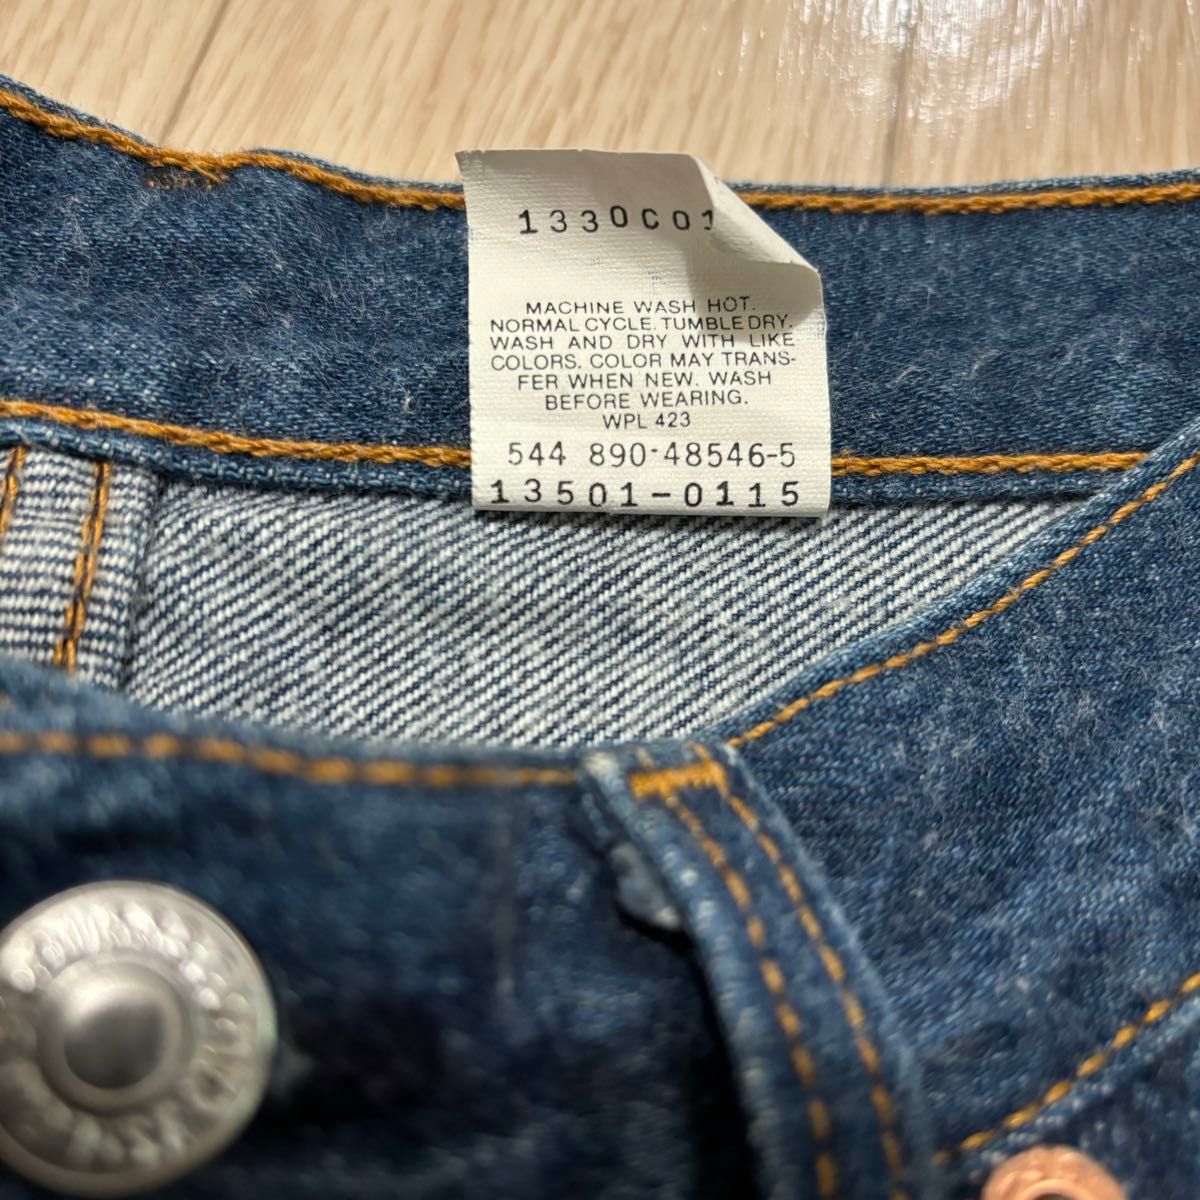 1330C01
MACHINE WASH HOT.
NORMAL CYCLE. TUMBLE DRY.
WASH AND DRY WITH LIKE
COLORS. COLOR MAY TRANS-
FER WHEN NEW. WASH
BEFORE WEARING.
WPL 423
544 890-48546-5
13501-0115